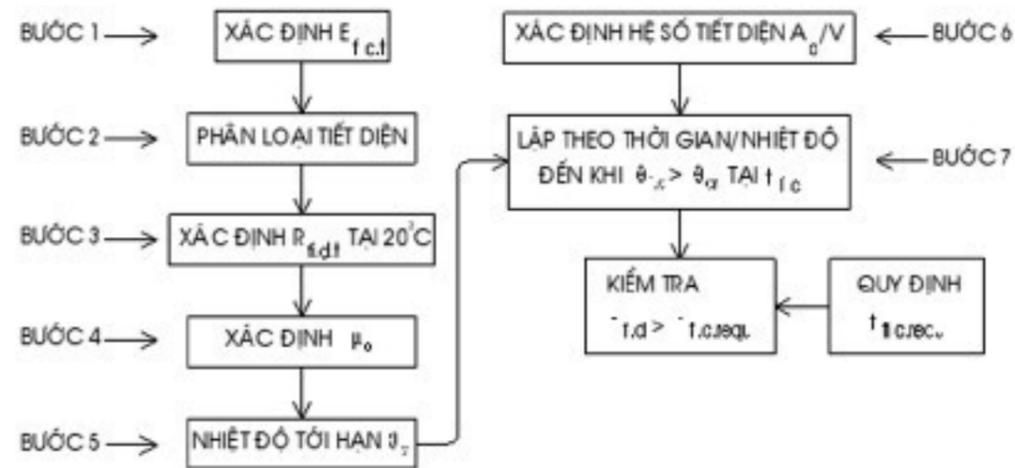 BƯỚC 1
XÁC ĐỊNH E f c.t
BƯỚC 2
PHÂN LOẠI TIẾT DIỆN
BƯỚC 3
XÁC ĐỊNH R fi.d.t TẠI 20°C
BƯỚC 4
XÁC ĐỊNH μ₀
BƯỚC 5
NHIỆT ĐỘ TỚI HẠN
XÁC ĐỊNH HỆ SỐ TIẾT DIỆN A /V
BƯỚC 6
LẶP THEO THỜI GIAN/NHIỆT ĐỘ
ĐẾN KHI > TẠI
BƯỚC 7
KIỂM TRA
>
QUY ĐỊNH